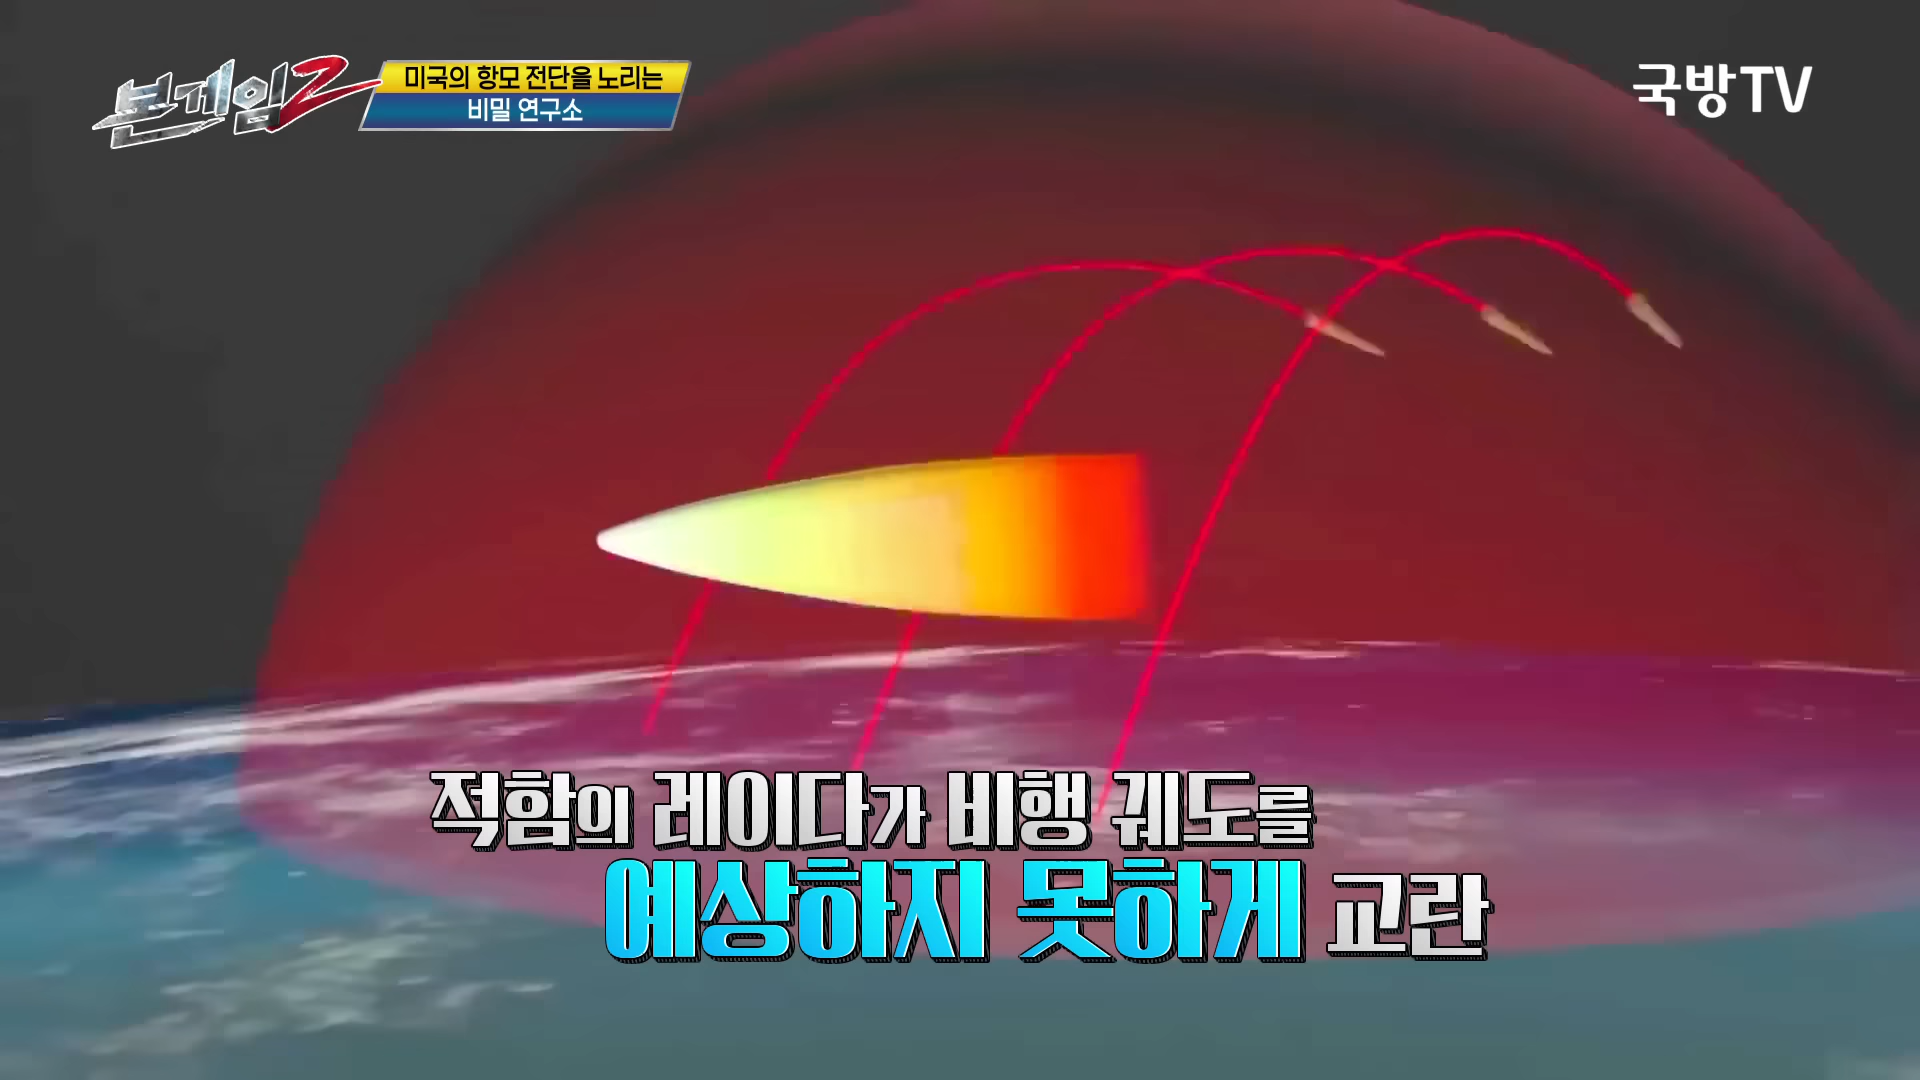 본게임2
미국의 항모 전단을 노리는
비밀 연구소
국방TV
적함의 레이다가 비행 궤도를
예상하지 못하게 교란